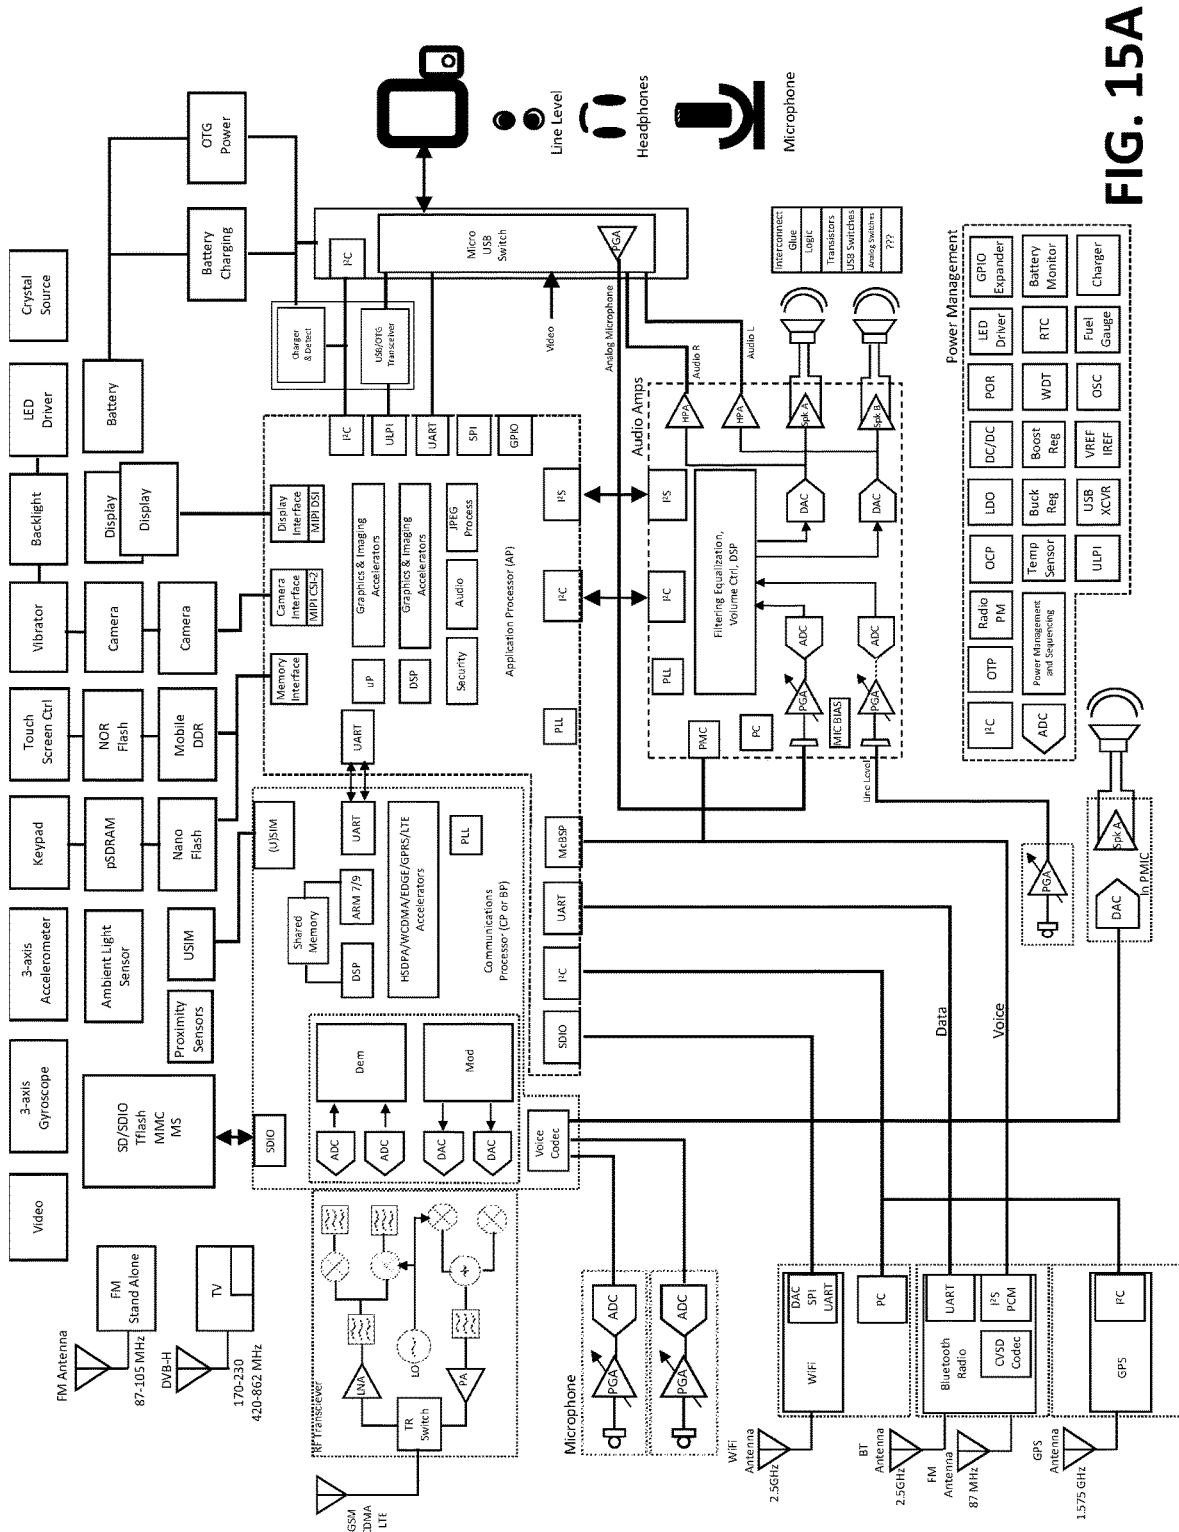 FM Antenna
87-105 MHz
FM
Stand Alone
DVB-H
170-230
420-862 MHz
TV
Video
3-axis
Gyroscope
3-axis
Accelerometer
Keypad
Touch
Screen Ctrl
Vibrator
Backlight
LED
Driver
Crystal
Source
SD/SDIO
Tflash
MMC
MS
Ambient Light
Sensor
pSDRAM
NOR
Flash
Camera
Display
Display
Battery
Proximity
Sensors
USIM
Nano
Flash
Mobile
DDR
Camera
Battery
Charging
OTG
Power
SDIO
(U)SIM
Memory
Interface
Camera
Interface
MIPI CSI-2
Display
Interface
MIPI DSI
Charger
& Detect
USB/OTG
Transceiver
I²C
Micro
USB
Switch
PGA
Line Level
Headphones
Microphone
GSM
CDMA
LTE
RF Transciever
TR
Switch
LNA
PA
LO
ADC
ADC
DAC
DAC
Dem
Mod
Shared
Memory
DSP
ARM 7/9
UART
UART
HSDPA/WCDMA/EDGE/GPRS/LTE
Accelerators
PLL
Communications
Processor (CP or BP)
uP
Graphics & Imaging
Accelerators
DSP
Graphics & Imaging
Accelerators
Security
Audio
JPEG
Process
Application Processor (AP)
PLL
I²C
ULPI
UART
SPI
GPIO
Voice
Codec
SDIO
I²C
UART
McBSP
I²C
I²S
Video
Analog Microphone
Audio R
Audio L
Audio Amps
I²C
I²S
PLL
PMC
PC
MIC BIAS
Filtering Equalization,
Volume Ctrl, DSP
PGA
PGA
ADC
ADC
DAC
DAC
HPA
HPA
Spk A
Spk B
Line Level
Interconnect
Glue
Logic
Transistors
USB Switches
Analog Switches
???
Microphone
PGA
ADC
PGA
ADC
WiFi
Antenna
2.5GHz
WiFi
DAC
SPI
UART
PC
BT
Antenna
2.5GHz
FM
Antenna
87 MHz
Bluetooth
Radio
UART
I²S
PCM
CVSD
Codec
GPS
Antenna
1.575 GHz
GPS
I²C
Data
Voice
PGA
DAC
Spk A
In PMIC
Power Management
I²C
OTP
Radio
PM
OCP
LDO
DC/DC
POR
LED
Driver
GPIO
Expander
ADC
Power Management
and Sequencing
Temp
Sensor
Buck
Reg
Boost
Reg
WDT
RTC
Battery
Monitor
ULPI
USB
XCVR
VREF
IREF
OSC
Fuel
Gauge
Charger
FIG. 15A